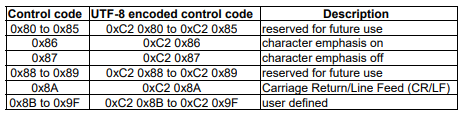 Control code UTF-8 encoded control code Description
0x80 to 0x85 0xC2 0x80 to 0xC2 0x85 reserved for future use
0x86 0xC2 0x86 character emphasis on
0x87 0xC2 0x87 character emphasis off
0x88 to 0x89 0xC2 0x88 to 0xC2 0x89 reserved for future use
0x8A 0xC2 0x8A Carriage Return/Line Feed (CR/LF)
0x8B to 0x9F 0xC2 0x8B to 0xC2 0x9F user defined